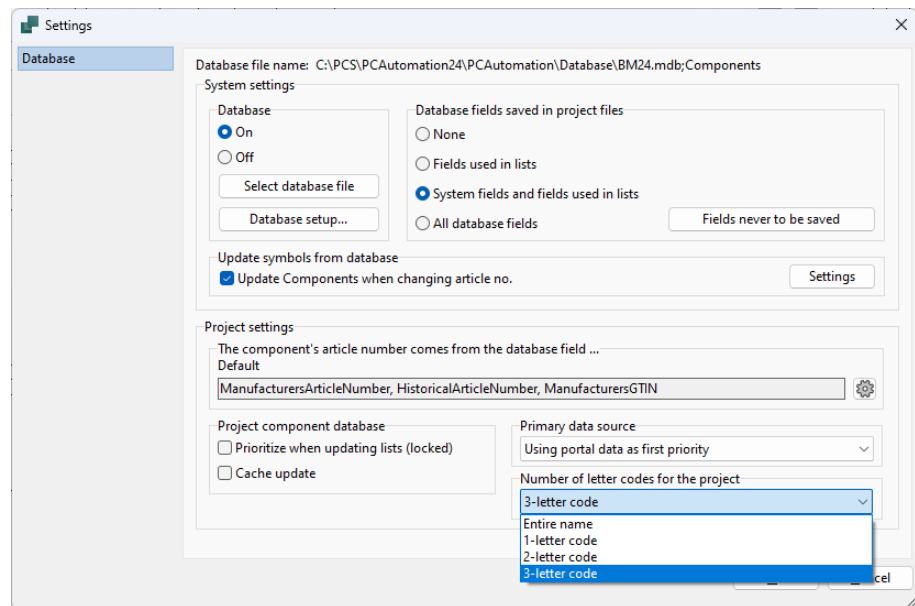 Settings
Database
Database file name: C:\PCS\PCAutomation24\PCAutomation\Database\BM24.mdb;Components
System settings
Database
On
Off
Select database file
Database setup...
Database fields saved in project files
None
Fields used in lists
System fields and fields used in lists
All database fields
Fields never to be saved
Update symbols from database
Update Components when changing article no.
Settings
Project settings
The component's article number comes from the database field ...
Default
ManufacturersArticleNumber, HistoricalArticleNumber, ManufacturersGTIN
Project component database
Prioritize when updating lists (locked)
Cache update
Primary data source
Using portal data as first priority
Number of letter codes for the project
3-letter code
Entire name
1-letter code
2-letter code
3-letter code